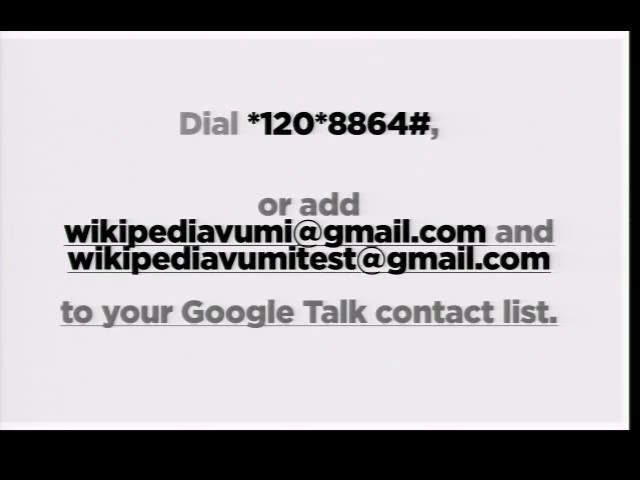 Dial *120*8864#,
or add
wikipediavumi@gmail.com and
wikipediavumitest@gmail.com
to your Google Talk contact list.